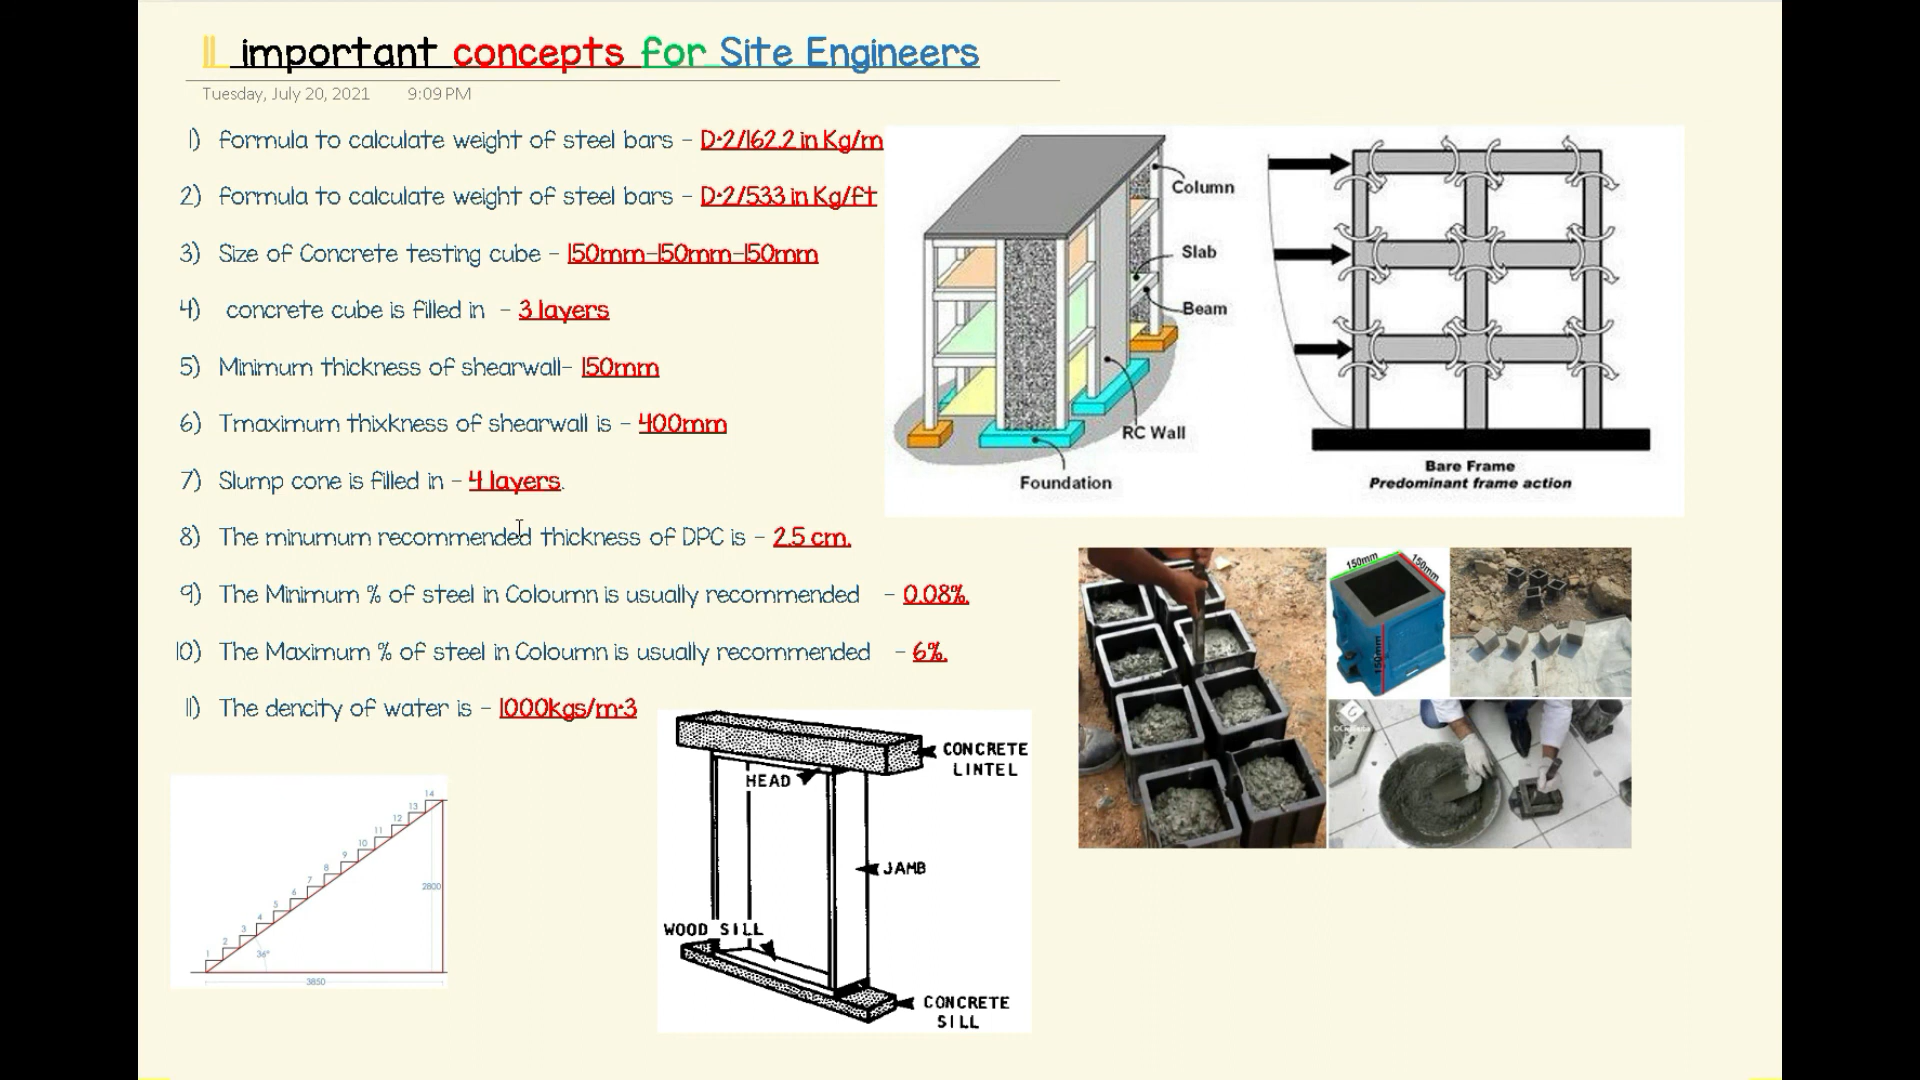 11 important concepts for Site Engineers
Tuesday, July 20, 2021 9:09 PM
1) formula to calculate weight of steel bars - D^2/162.2 in Kg/m
2) formula to calculate weight of steel bars - D^2/533 in Kg/ft
3) Size of Concrete testing cube - 150mm-150mm-150mm
4) concrete cube is filled in - 3 layers
5) Minimum thickness of shearwall- 150mm
6) Tmaximum thixkness of shearwall is - 400mm
7) Slump cone is filled in - 4 layers.
8) The minumum recommended thickness of DPC is - 2.5 cm.
9) The Minimum % of steel in Coloumn is usually recommended - 0.08%.
10) The Maximum % of steel in Coloumn is usually recommended - 6%.
11) The dencity of water is - 1000kgs/m^3
Column
Slab
Beam
RC Wall
Foundation
Bare Frame
Predominant frame action
150mm
150mm
150mm
CONCRETE
LINTEL
HEAD
JAMB
WOOD SILL
CONCRETE
SILL
1
2
3
4
5
6
7
8
9
10
11
12
13
14
2800
36°
3850